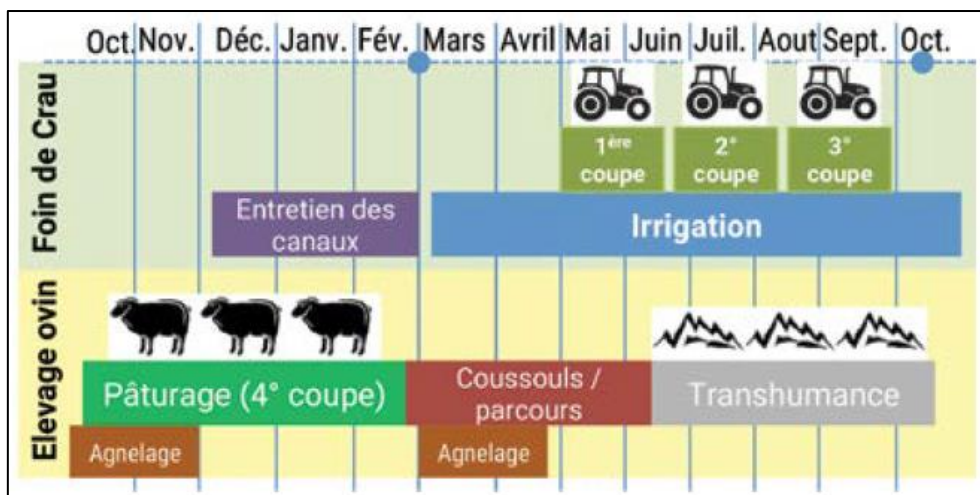 Oct. Nov. Déc. Janv. Fév. Mars Avril Mai Juin Juil. Aout Sept. Oct.
Foin de Crau
1ère
coupe
2°
coupe
3°
coupe
Entretien des
canaux
Irrigation
Elevage ovin
Pâturage (4° coupe)
Coussouls /
parcours
Transhumance
Agnelage
Agnelage